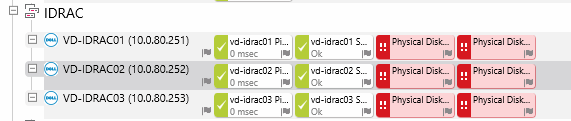 IDRAC
VD-IDRAC01 (10.0.80.251)
vd-idrac01 Pi...
0 msec
vd-idrac01 S...
Ok
Physical Disk...
Physical Disk...
VD-IDRAC02 (10.0.80.252)
vd-idrac02 Pi...
0 msec
vd-idrac02 S...
Ok
Physical Disk...
Physical Disk...
VD-IDRAC03 (10.0.80.253)
vd-idrac03 Pi...
0 msec
vd-idrac03 S...
Ok
Physical Disk...
Physical Disk...